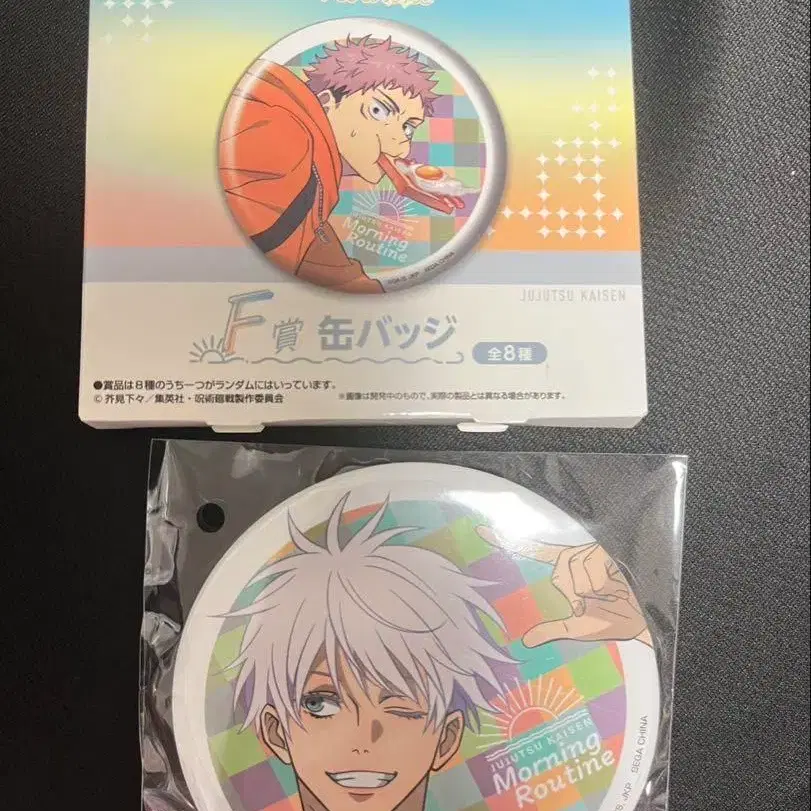 JUJUTSU KAISEN
Morning
Routine
SEGA CHINA
JUJUTSU KAISEN
F賞 缶バッジ
全8種
●賞品は8種のうち一つがランダムにはいっています。
©芥見下々/集英社・呪術廻戦製作委員会
※画像は開発中のもので、実際の製品とは異なる場合があります。
JUJUTSU KAISEN
Morning
Routine
JKP SEGA CHINA